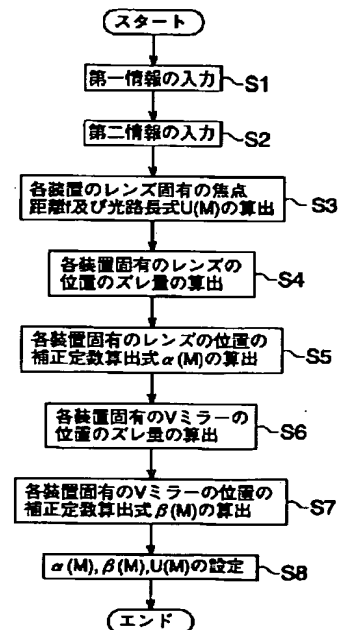 スタート
第一情報の入力
S1
第二情報の入力
S2
各装置のレンズ固有の焦点
距離f及び光路長式U(M)の算出
S3
各装置固有のレンズの
位置のズレ量の算出
S4
各装置固有のレンズの位置の
補正定数算出式α(M)の算出
S5
各装置固有のVミラーの
位置のズレ量の算出
S6
各装置固有のVミラーの位置の
補正定数算出式β(M)の算出
S7
α(M),β(M),U(M)の設定
S8
エンド